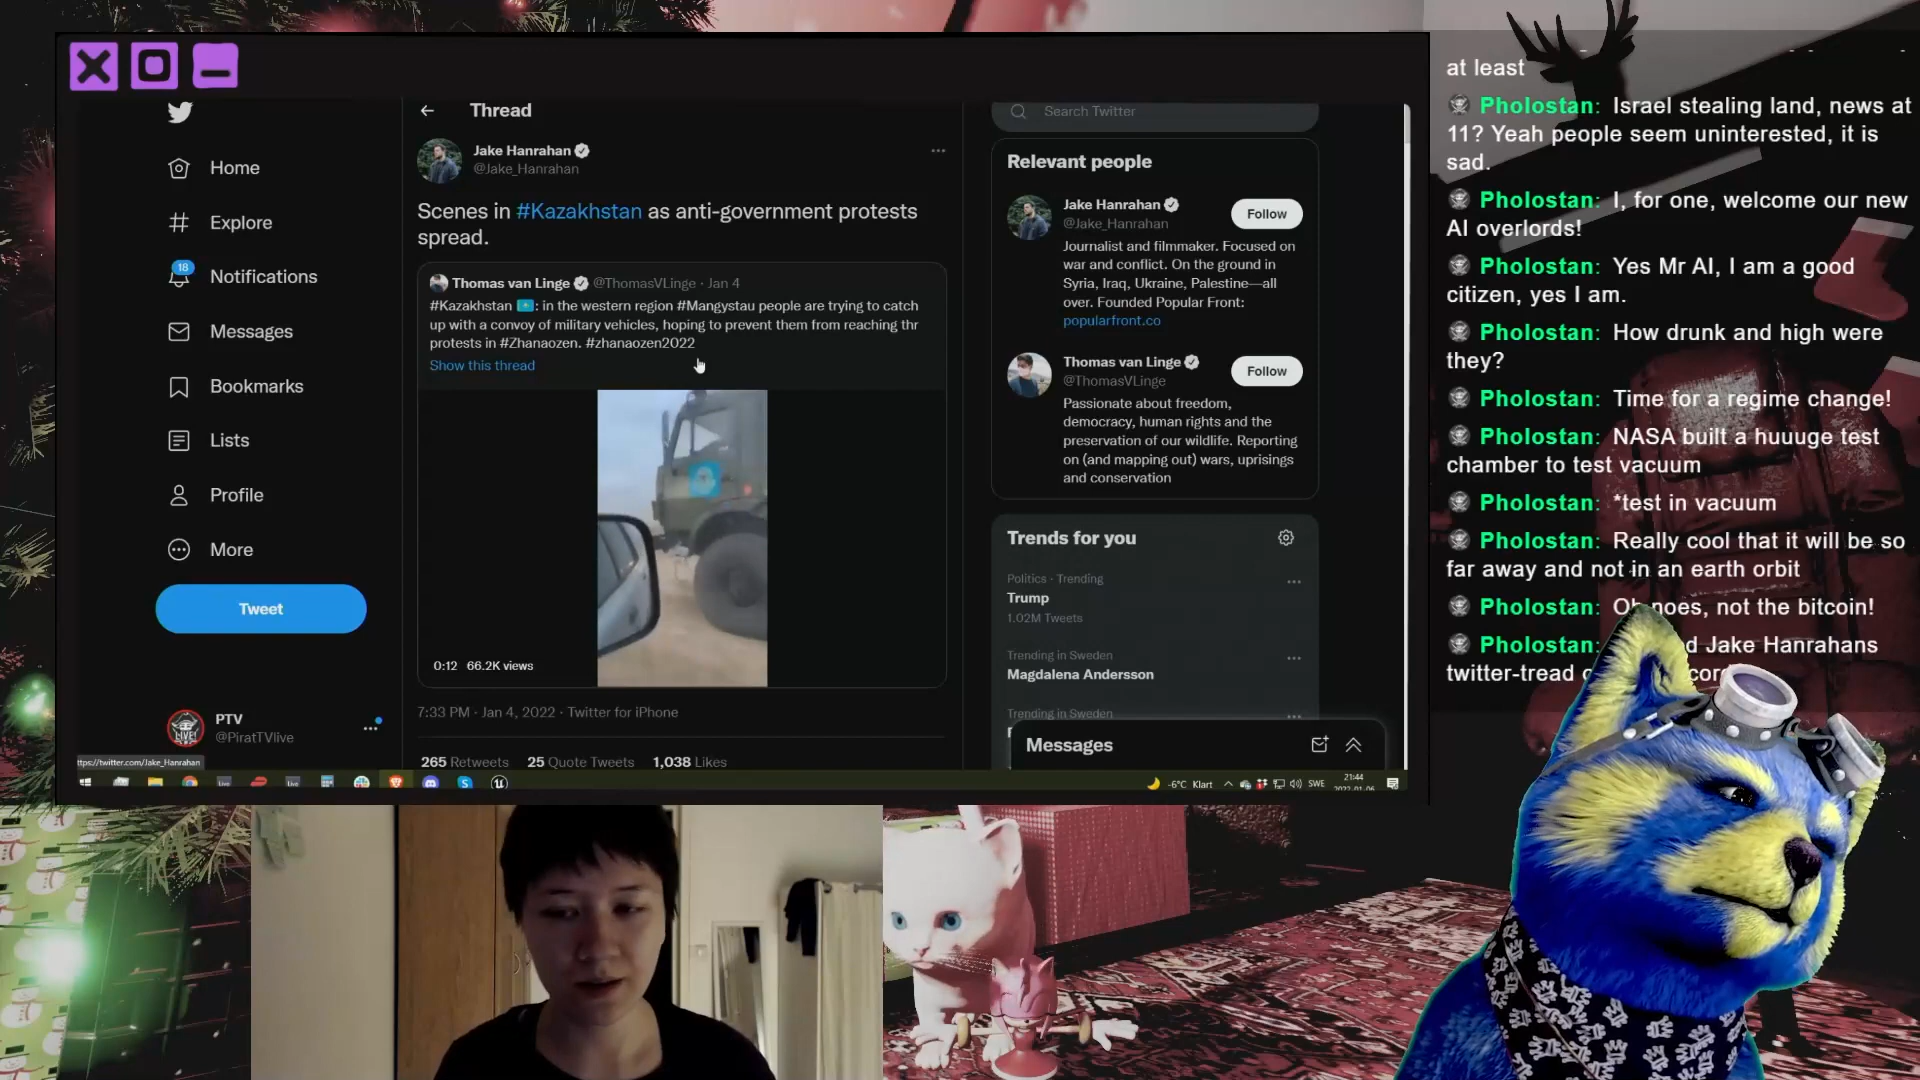 Thread
Search Twitter
Home
Explore
18
Notifications
Messages
Bookmarks
Lists
Profile
More
Tweet
PTV
@PiratTVlive
Jake Hanrahan
@Jake_Hanrahan
Scenes in #Kazakhstan as anti-government protests
spread.
Thomas van Linge @ThomasVLinge · Jan 4
#Kazakhstan : in the western region #Mangystau people are trying to catch
up with a convoy of military vehicles, hoping to prevent them from reaching thr
protests in #Zhanaozen. #zhanaozen2022
Show this thread
0:12 66.2K views
7:33 PM · Jan 4, 2022 · Twitter for iPhone
265 Retweets 25 Quote Tweets 1,038 Likes
Relevant people
Jake Hanrahan
@Jake_Hanrahan
Follow
Journalist and filmmaker. Focused on
war and conflict. On the ground in
Syria, Iraq, Ukraine, Palestine—all
over. Founded Popular Front:
popularfront.co
Thomas van Linge
@ThomasVLinge
Follow
Passionate about freedom,
democracy, human rights and the
preservation of our wildlife. Reporting
on (and mapping out) wars, uprisings
and conservation
Trends for you
Politics · Trending
Trump
1.02M Tweets
Trending in Sweden
Magdalena Andersson
Trending in Sweden
Messages
ttps://twitter.com/Jake_Hanrahan
-6°C Klart
SWE
21:44
2022-01-06
at least
Pholostan: Israel stealing land, news at
11? Yeah people seem uninterested, it is
sad.
Pholostan: I, for one, welcome our new
AI overlords!
Pholostan: Yes Mr AI, I am a good
citizen, yes I am.
Pholostan: How drunk and high were
they?
Pholostan: Time for a regime change!
Pholostan: NASA built a huuuge test
chamber to test vacuum
Pholostan: *test in vacuum
Pholostan: Really cool that it will be so
far away and not in an earth orbit
Pholostan: Oh noes, not the bitcoin!
Pholostan: Jake Hanrahans
twitter-tread